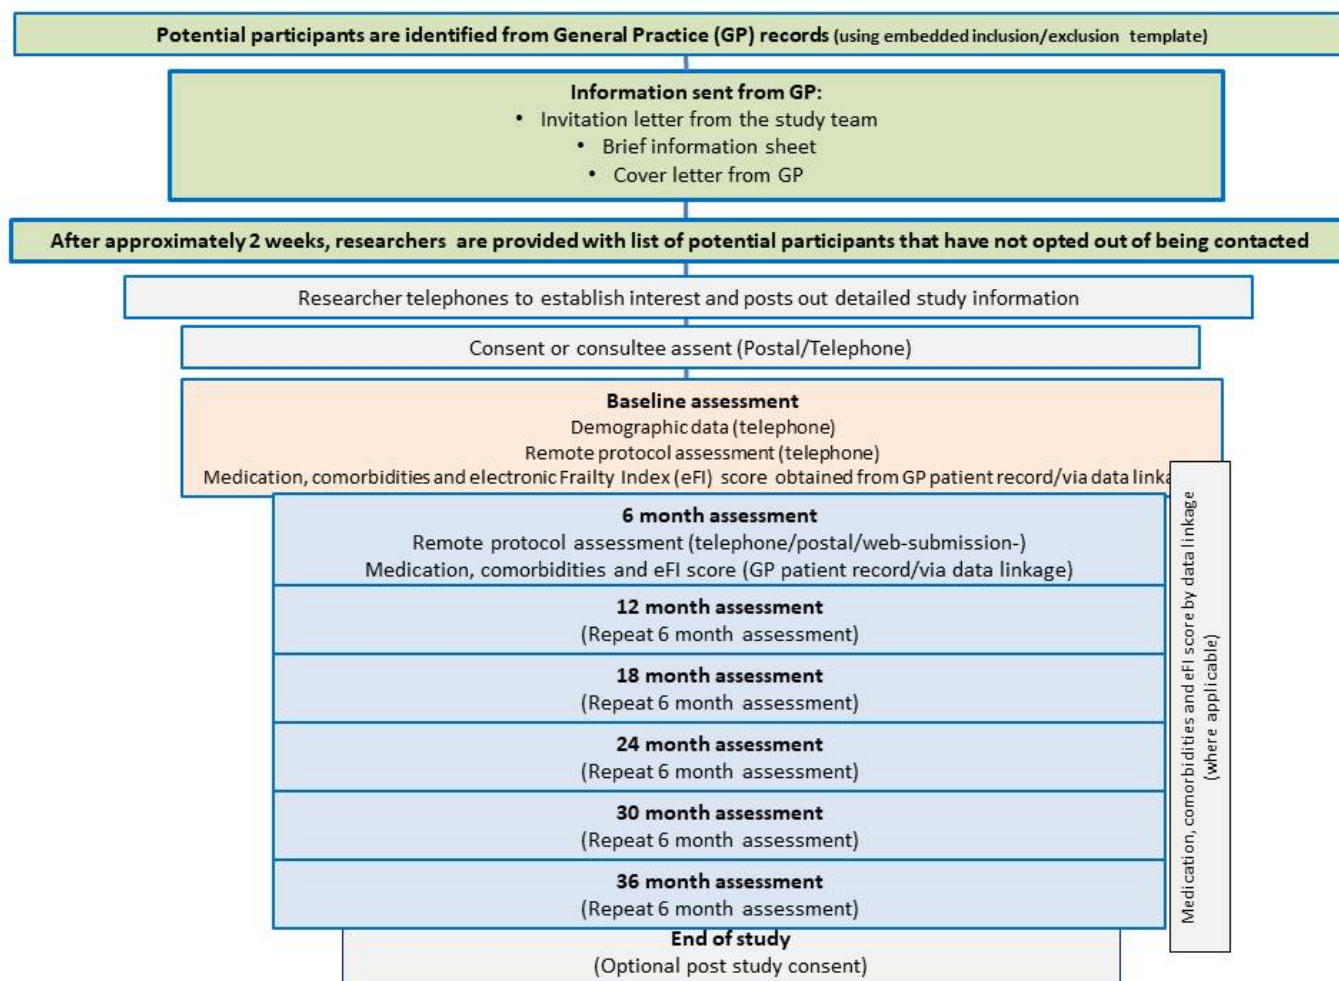 Potential participants are identified from General Practice (GP) records (using embedded inclusion/exclusion template)
Information sent from GP:
• Invitation letter from the study team
• Brief information sheet
• Cover letter from GP
After approximately 2 weeks, researchers are provided with list of potential participants that have not opted out of being contacted
Researcher telephones to establish interest and posts out detailed study information
Consent or consultee assent (Postal/Telephone)
Baseline assessment
Demographic data (telephone)
Remote protocol assessment (telephone)
Medication, comorbidities and electronic Frailty Index (eFI) score obtained from GP patient record/via data
6 month assessment
Remote protocol assessment (telephone/postal/web-submission-)
Medication, comorbidities and eFI score (GP patient record/via data linkage)
12 month assessment
(Repeat 6 month assessment)
18 month assessment
(Repeat 6 month assessment)
24 month assessment
(Repeat 6 month assessment)
30 month assessment
(Repeat 6 month assessment)
36 month assessment
(Repeat 6 month assessment)
End of study
(Optional post study consent)
Medication, comorbidities and eFI score by data linkage
(where applicable)